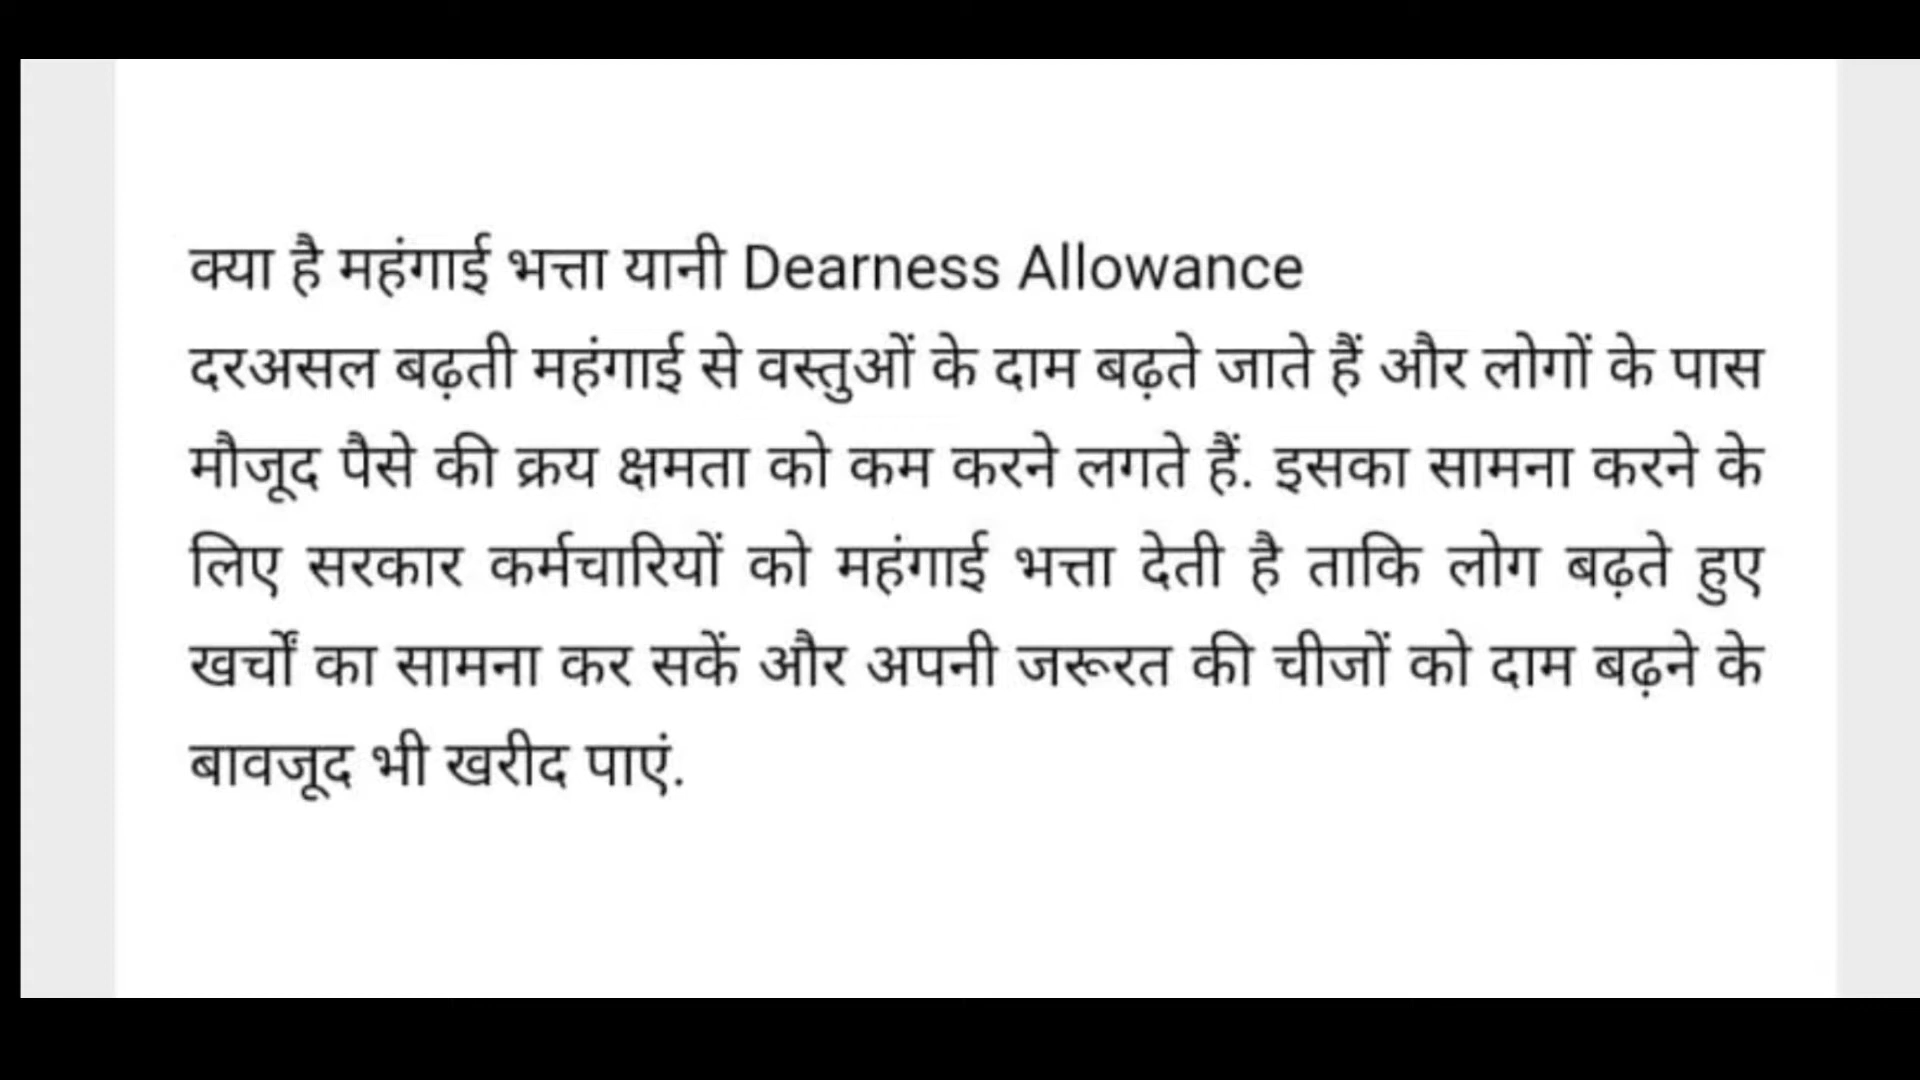 क्या है महंगाई भत्ता यानी Dearness Allowance
दरअसल बढ़ती महंगाई से वस्तुओं के दाम बढ़ते जाते हैं और लोगों के पास
मौजूद पैसे की क्रय क्षमता को कम करने लगते हैं. इसका सामना करने के
लिए सरकार कर्मचारियों को महंगाई भत्ता देती है ताकि लोग बढ़ते हुए
खर्चों का सामना कर सकें और अपनी जरूरत की चीजों को दाम बढ़ने के
बावजूद भी खरीद पाएं.